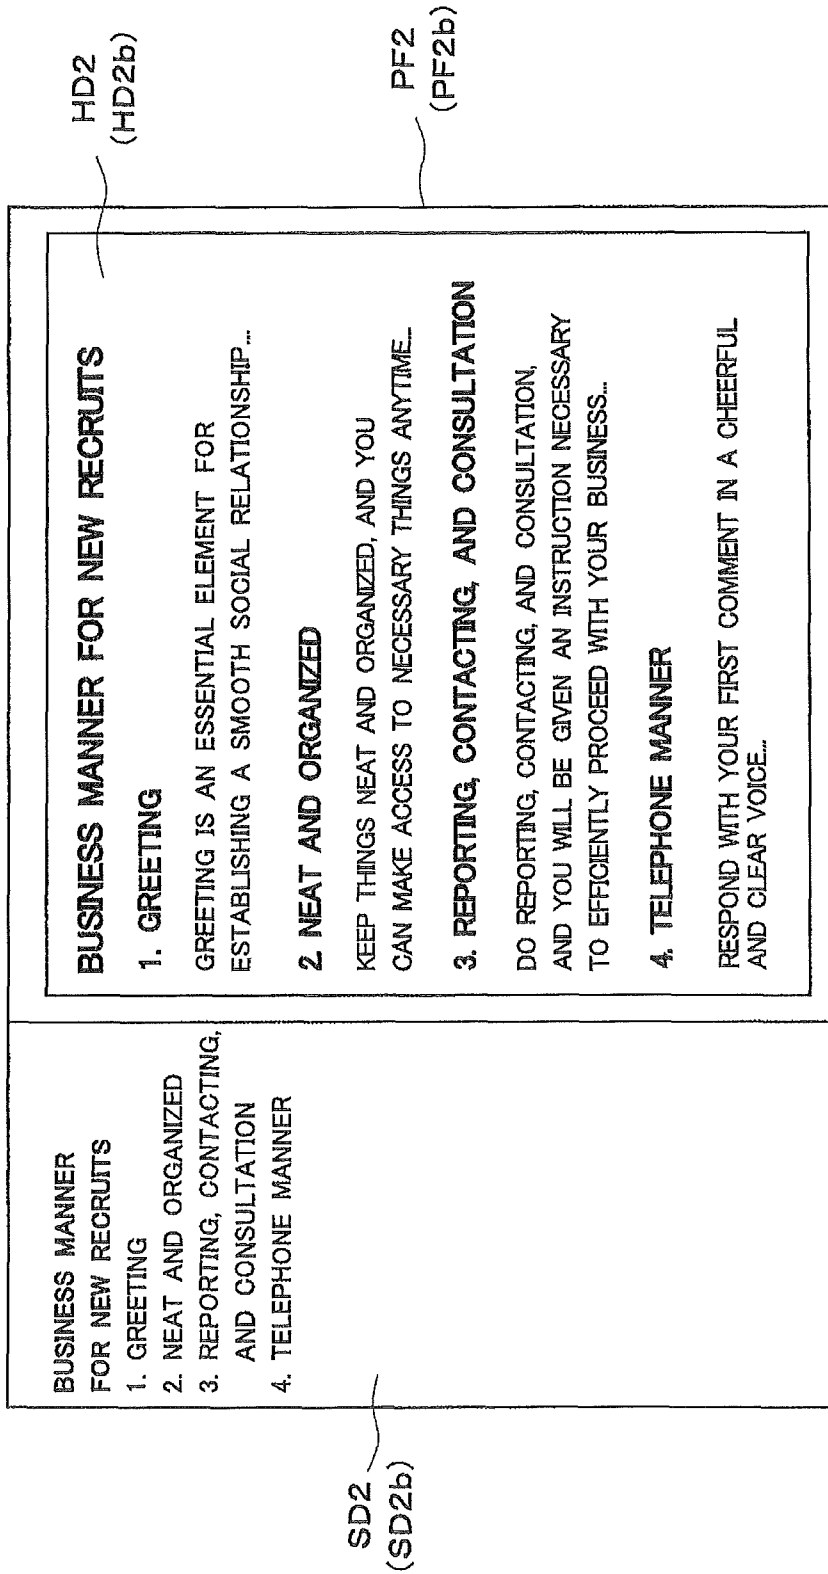 HD2
(HD2b)
PF2
(PF2b)
BUSINESS MANNER
FOR NEW RECRUITS
1. GREETING
2. NEAT AND ORGANIZED
3. REPORTING, CONTACTING,
AND CONSULTATION
4. TELEPHONE MANNER
SD2
(SD2b)
BUSINESS MANNER FOR NEW RECRUITS
1. GREETING
GREETING IS AN ESSENTIAL ELEMENT FOR
ESTABLISHING A SMOOTH SOCIAL RELATIONSHIP...
2. NEAT AND ORGANIZED
KEEP THINGS NEAT AND ORGANIZED, AND YOU
CAN MAKE ACCESS TO NECESSARY THINGS ANYTIME...
3. REPORTING, CONTACTING, AND CONSULTATION
DO REPORTING, CONTACTING, AND CONSULTATION,
AND YOU WILL BE GIVEN AN INSTRUCTION NECESSARY
TO EFFICIENTLY PROCEED WITH YOUR BUSINESS...
4. TELEPHONE MANNER
RESPOND WITH YOUR FIRST COMMENT IN A CHEERFUL
AND CLEAR VOICE...